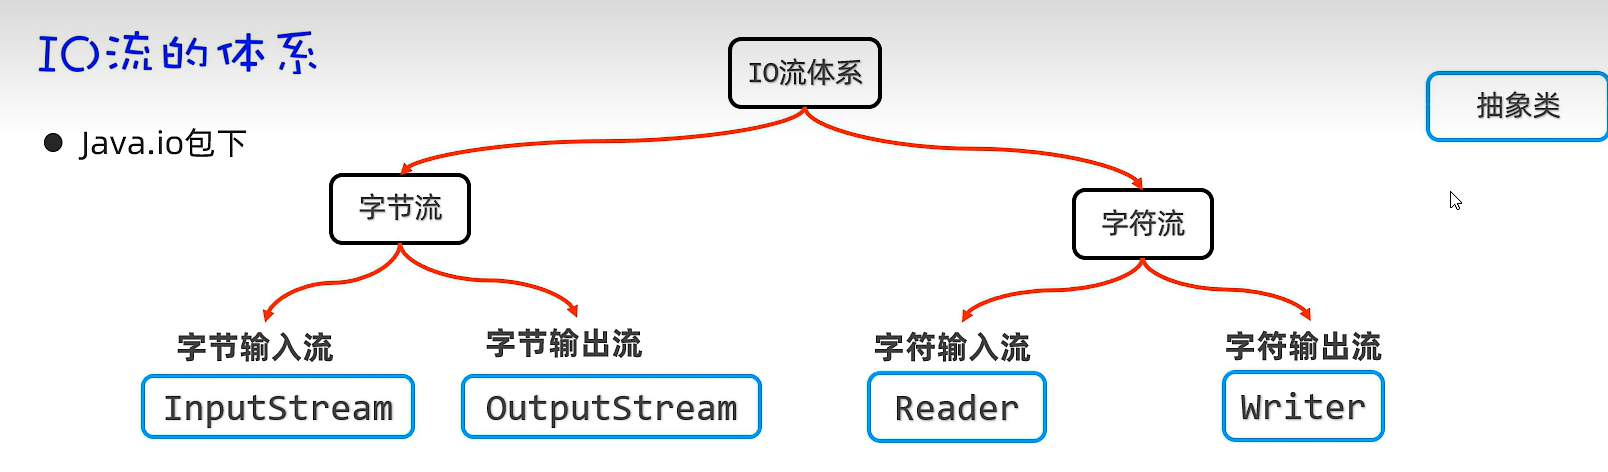 IO流的体系
IO流体系
抽象类
Java.io包下
字节流
字符流
字节输入流
字节输出流
字符输入流
字符输出流
InputStream
OutputStream
Reader
Writer